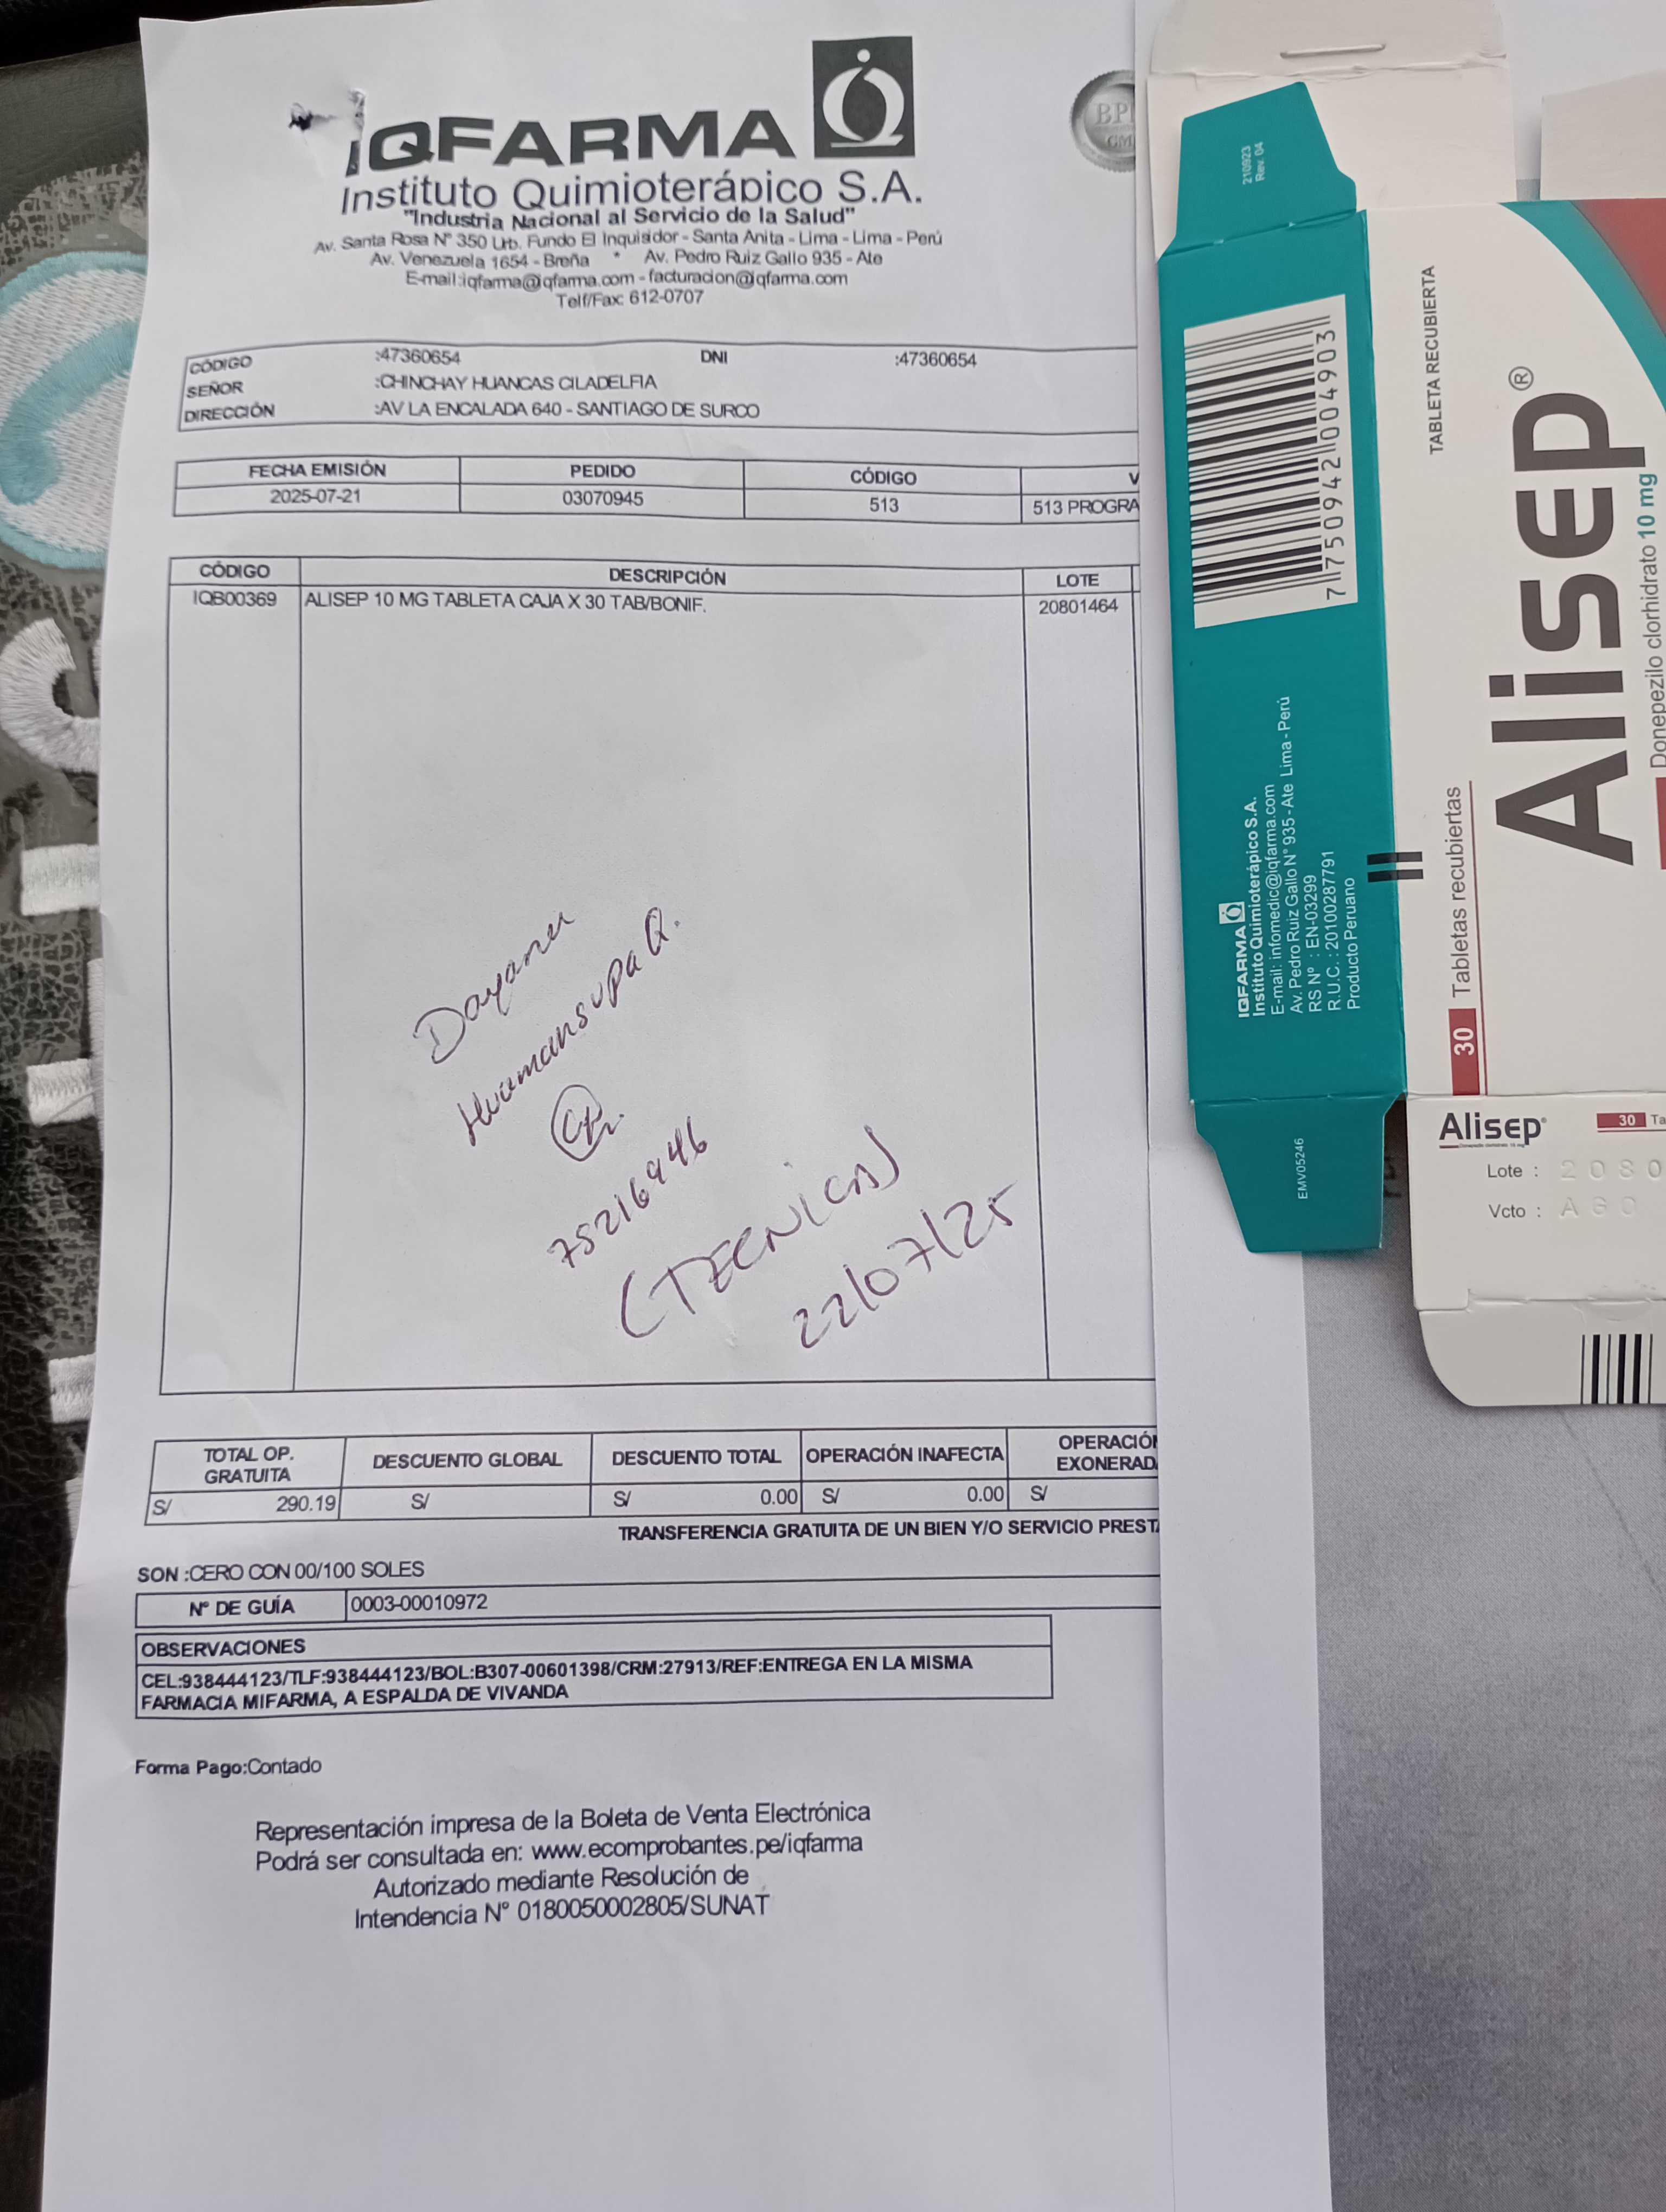 IQFARMA
Instituto Quimioterápico S.A.
"Industria Nacional al Servicio de la Salud"
Av. Santa Rosa N° 350 Urb. Fundo El Inquisidor - Santa Anita - Lima - Lima - Perú
Av. Venezuela 1654 - Breña * Av. Pedro Ruiz Gallo 935 - Ate
E-mail:iqfarma@iqfarma.com - facturacion@iqfarma.com
Telf/Fax: 612-0707
CÓDIGO :47360654 DNI :47360654
SEÑOR :CHINCHAY HUANCAS CILADELFIA
DIRECCIÓN :AV LA ENCALADA 640 - SANTIAGO DE SURCO
FECHA EMISIÓN PEDIDO CÓDIGO V
2025-07-21 03070945 513 513 PROGRA
CÓDIGO DESCRIPCIÓN LOTE
IQB00369 ALISEP 10 MG TABLETA CAJA X 30 TAB/BONIF. 20801464
Dayana
Huamansupa Q.
75216946
(TECNICA)
22/07/25
TOTAL OP. GRATUITA DESCUENTO GLOBAL DESCUENTO TOTAL OPERACIÓN INAFECTA OPERACIÓN EXONERAD
S/ 290.19 S/ S/ 0.00 S/ 0.00 S/
TRANSFERENCIA GRATUITA DE UN BIEN Y/O SERVICIO PREST
SON :CERO CON 00/100 SOLES
N° DE GUÍA 0003-00010972
OBSERVACIONES
CEL:938444123/TLF:938444123/BOL:B307-00601398/CRM:27913/REF:ENTREGA EN LA MISMA
FARMACIA MIFARMA, A ESPALDA DE VIVANDA
Forma Pago:Contado
Representación impresa de la Boleta de Venta Electrónica
Podrá ser consultada en: www.ecomprobantes.pe/iqfarma
Autorizado mediante Resolución de
Intendencia N° 0180050002805/SUNAT
BP
GM
210923
Rev. 04
7750942004903
IQFARMA
Instituto Quimioterápico S.A.
E-mail: infomedic@iqfarma.com
Av. Pedro Ruiz Gallo N° 935 - Ate Lima - Perú
RS N° : EN-03299
R.U.C. : 20100287791
Producto Peruano
EMV05246
TABLETA RECUBIERTA
30 Tabletas recubiertas
Alisep®
Donepezilo clorhidrato 10 mg
Alisep® 30 Ta
Lote : 2080
Vcto : AGO